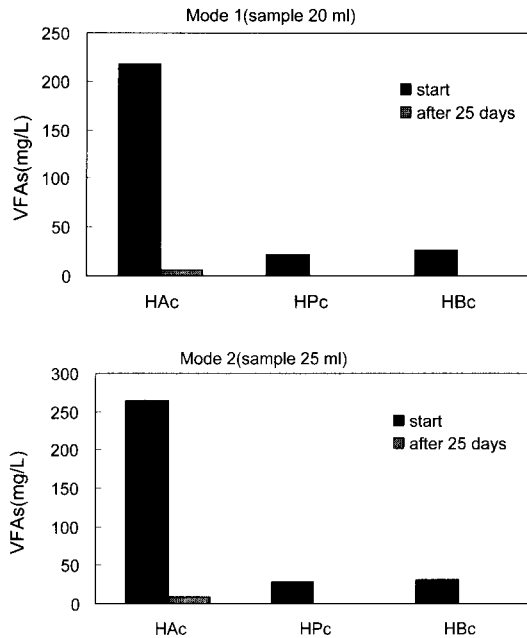 Mode 1(sample 20 ml)
250
200
150
100
50
0
VFAs(mg/L)
start
after 25 days
HAc HPc HBc
Mode 2(sample 25 ml)
300
250
200
150
100
50
0
VFAs(mg/L)
start
after 25 days
HAc HPc HBc